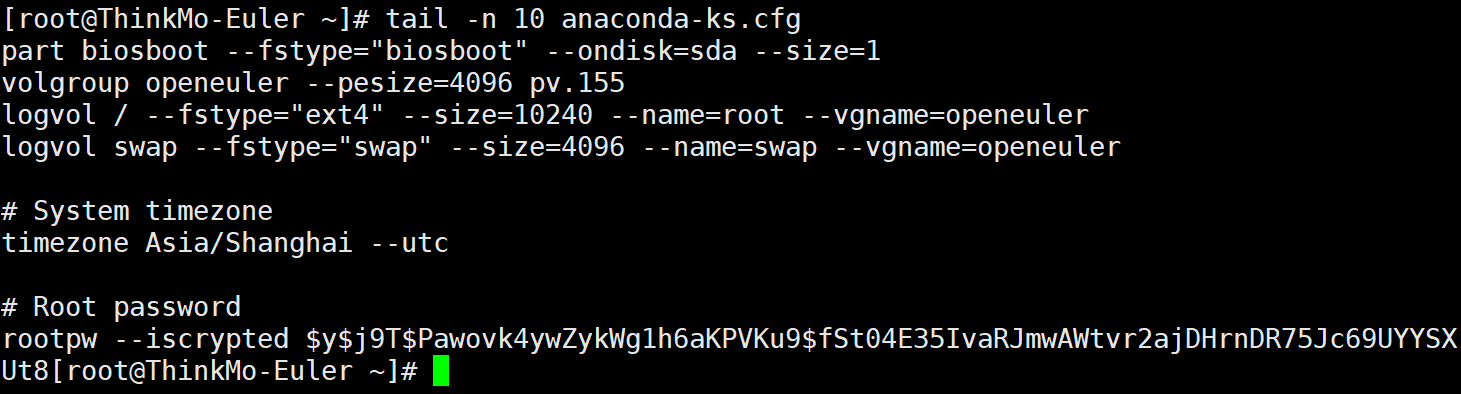 [root@ThinkMo-Euler ~]# tail -n 10 anaconda-ks.cfg
part biosboot --fstype="biosboot" --ondisk=sda --size=1
volgroup openeuler --pesize=4096 pv.155
logvol / --fstype="ext4" --size=10240 --name=root --vgname=openeuler
logvol swap --fstype="swap" --size=4096 --name=swap --vgname=openeuler
# System timezone
timezone Asia/Shanghai --utc
# Root password
rootpw --iscrypted $y$j9T$Pawovk4ywZykWg1h6aKPVKu9$fSt04E35IvaRJmwAWtvr2ajDHrnDR75Jc69UYYSX
Ut8[root@ThinkMo-Euler ~]#